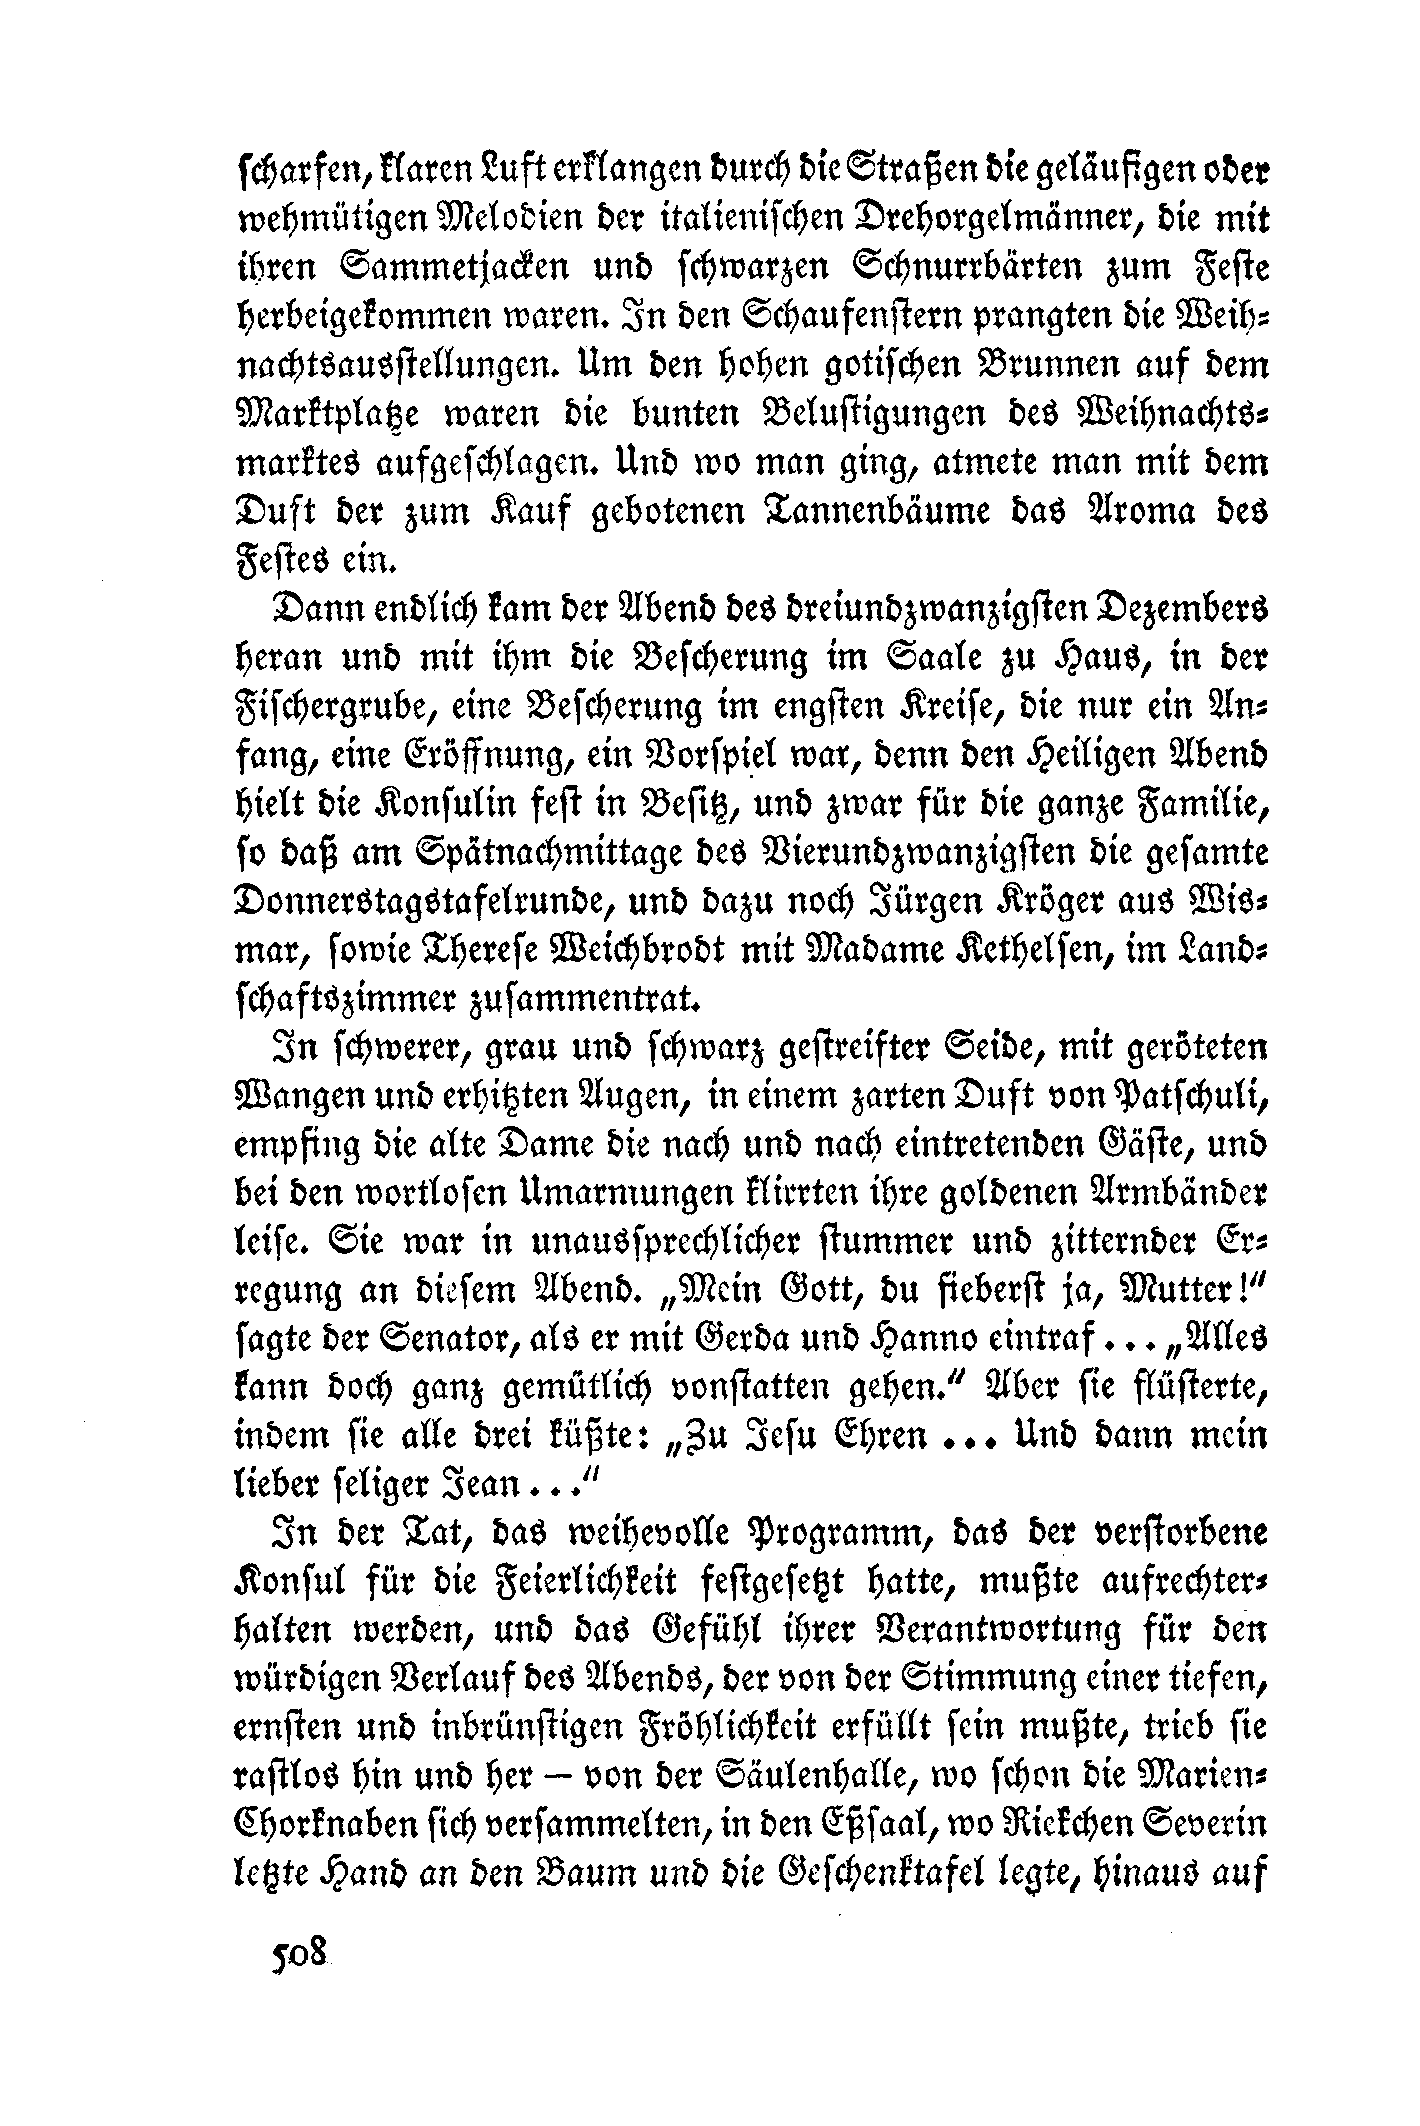 scharfen, klaren Luft erklangen durch die Straßen die geläufigen oder
wehmütigen Melodien der italienischen Drehorgelmänner, die mit
ihren Sammetjacken und schwarzen Schnurrbärten zum Feste
herbeigekommen waren. In den Schaufenstern prangten die Weih-
nachtsausstellungen. Um den hohen gotischen Brunnen auf dem
Marktplatze waren die bunten Belustigungen des Weihnachts-
marktes aufgeschlagen. Und wo man ging, atmete man mit dem
Duft der zum Kauf gebotenen Tannenbäume das Aroma des
Festes ein.
Dann endlich kam der Abend des dreiundzwanzigsten Dezembers
heran und mit ihm die Bescherung im Saale zu Haus, in der
Fischergrube, eine Bescherung im engsten Kreise, die nur ein An-
fang, eine Eröffnung, ein Vorspiel war, denn den Heiligen Abend
hielt die Konsulin fest in Besitz, und zwar für die ganze Familie,
so daß am Spätnachmittage des Vierundzwanzigsten die gesamte
Donnerstagstafelrunde, und dazu noch Jürgen Kröger aus Wis-
mar, sowie Therese Weichbrodt mit Madame Kethelsen, im Land-
schaftszimmer zusammentrat.
In schwerer, grau und schwarz gestreifter Seide, mit geröteten
Wangen und erhitzten Augen, in einem zarten Duft von Patschuli,
empfing die alte Dame die nach und nach eintretenden Gäste, und
bei den wortlosen Umarmungen klirrten ihre goldenen Armbänder
leise. Sie war in unaussprechlicher stummer und zitternder Er-
regung an diesem Abend. „Mein Gott, du fieberst ja, Mutter!“
sagte der Senator, als er mit Gerda und Hanno eintraf... „Alles
kann doch ganz gemütlich vonstatten gehen.“ Aber sie flüsterte,
indem sie alle drei küßte: „Zu Jesu Ehren ... Und dann mein
lieber seliger Jean...“
In der Tat, das weihevolle Programm, das der verstorbene
Konsul für die Feierlichkeit festgesetzt hatte, mußte aufrechter-
halten werden, und das Gefühl ihrer Verantwortung für den
würdigen Verlauf des Abends, der von der Stimmung einer tiefen,
ernsten und inbrünstigen Fröhlichkeit erfüllt sein mußte, trieb sie
rastlos hin und her – von der Säulenhalle, wo schon die Marien-
Chorknaben sich versammelten, in den Eßsaal, wo Riekchen Severin
letzte Hand an den Baum und die Geschenktafel legte, hinaus auf
508